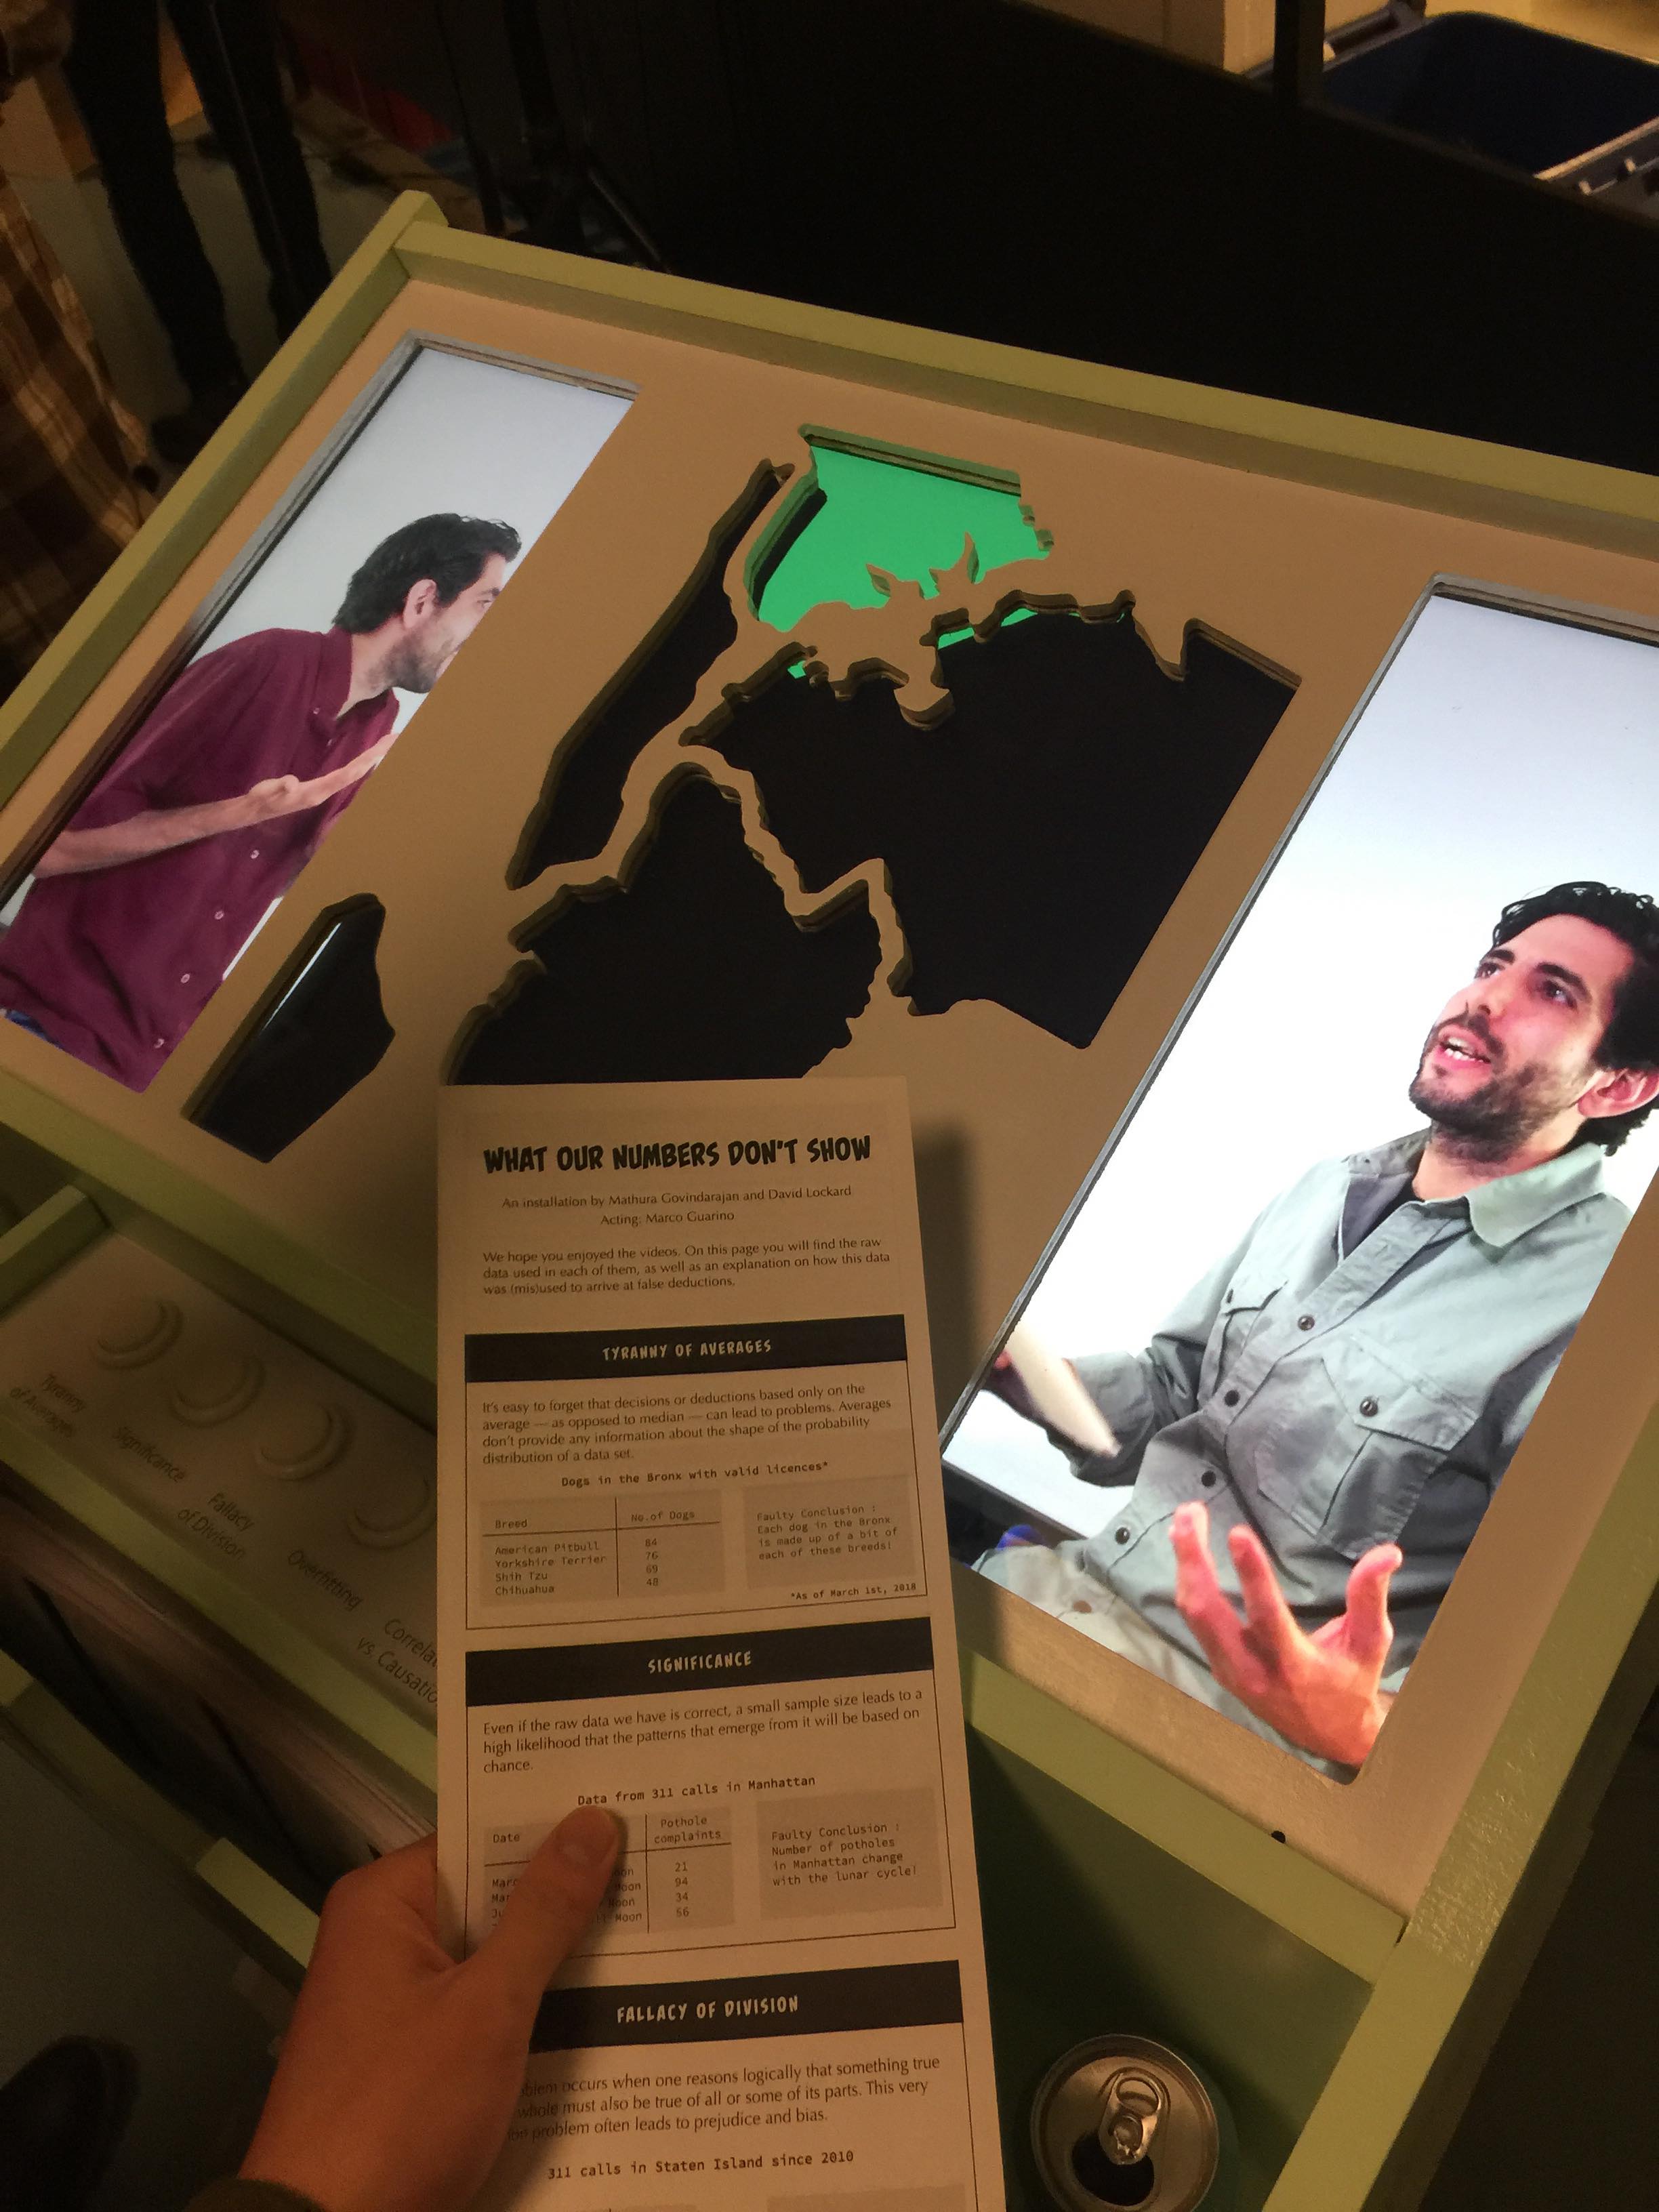 WHAT OUR NUMBERS DON'T SHOW
An installation by Mathura Govindarajan and David Lockard
Acting: Marco Guarino
We hope you enjoyed the videos. On this page you will find the raw
data used in each of them, as well as an explanation on how this data
was (mis)used to arrive at false deductions.
TYRANNY OF AVERAGES
It's easy to forget that decisions or deductions based only on the
average — as opposed to median — can lead to problems. Averages
don't provide any information about the shape of the probability
distribution of a data set.
Dogs in the Bronx with valid licences*
Breed No.of Dogs
American Pitbull 84
Yorkshire Terrier 76
Shih Tzu 69
Chihuahua 48
Faulty Conclusion :
Each dog in the Bronx
is made up of a bit of
each of these breeds!
*As of March 1st, 2018
SIGNIFICANCE
Even if the raw data we have is correct, a small sample size leads to a
high likelihood that the patterns that emerge from it will be based on
chance.
Data from 311 calls in Manhattan
Date Pothole
complaints
21
Moon 94
Moon 34
Moon 56
Faulty Conclusion :
Number of potholes
in Manhattan change
with the lunar cycle!
FALLACY OF DIVISION
occurs when one reasons logically that something true
whole must also be true of all or some of its parts. This very
problem often leads to prejudice and bias.
311 calls in Staten Island since 2010
Tyranny
of Averages
Significance
Fallacy
of Division
Overfitting
vs.